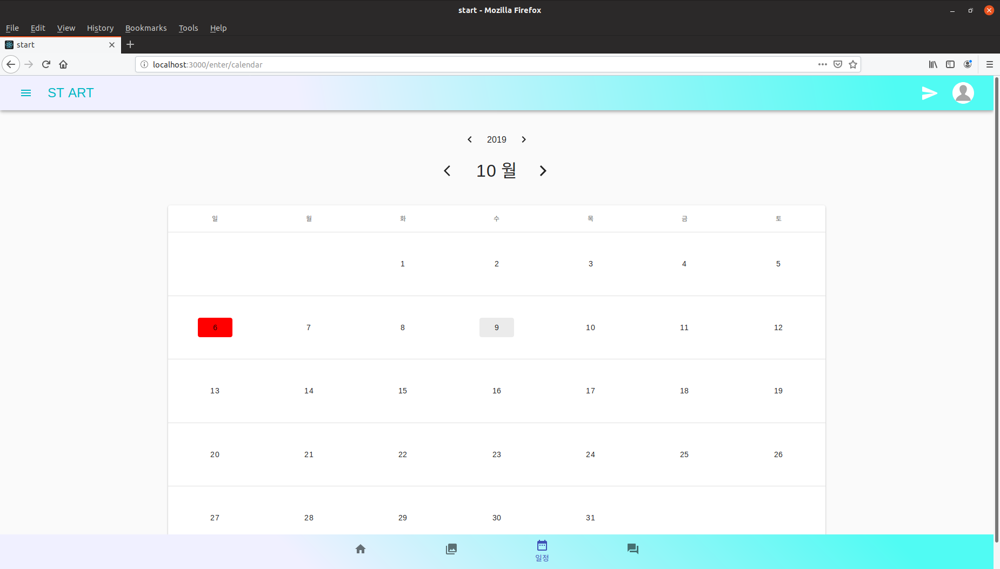 start - Mozilla Firefox
File Edit View History Bookmarks Tools Help
start
localhost:3000/enter/calendar
ST ART
2019
10 월
일 월 화 수 목 금 토
1 2 3 4 5
6 7 8 9 10 11 12
13 14 15 16 17 18 19
20 21 22 23 24 25 26
27 28 29 30 31
일정